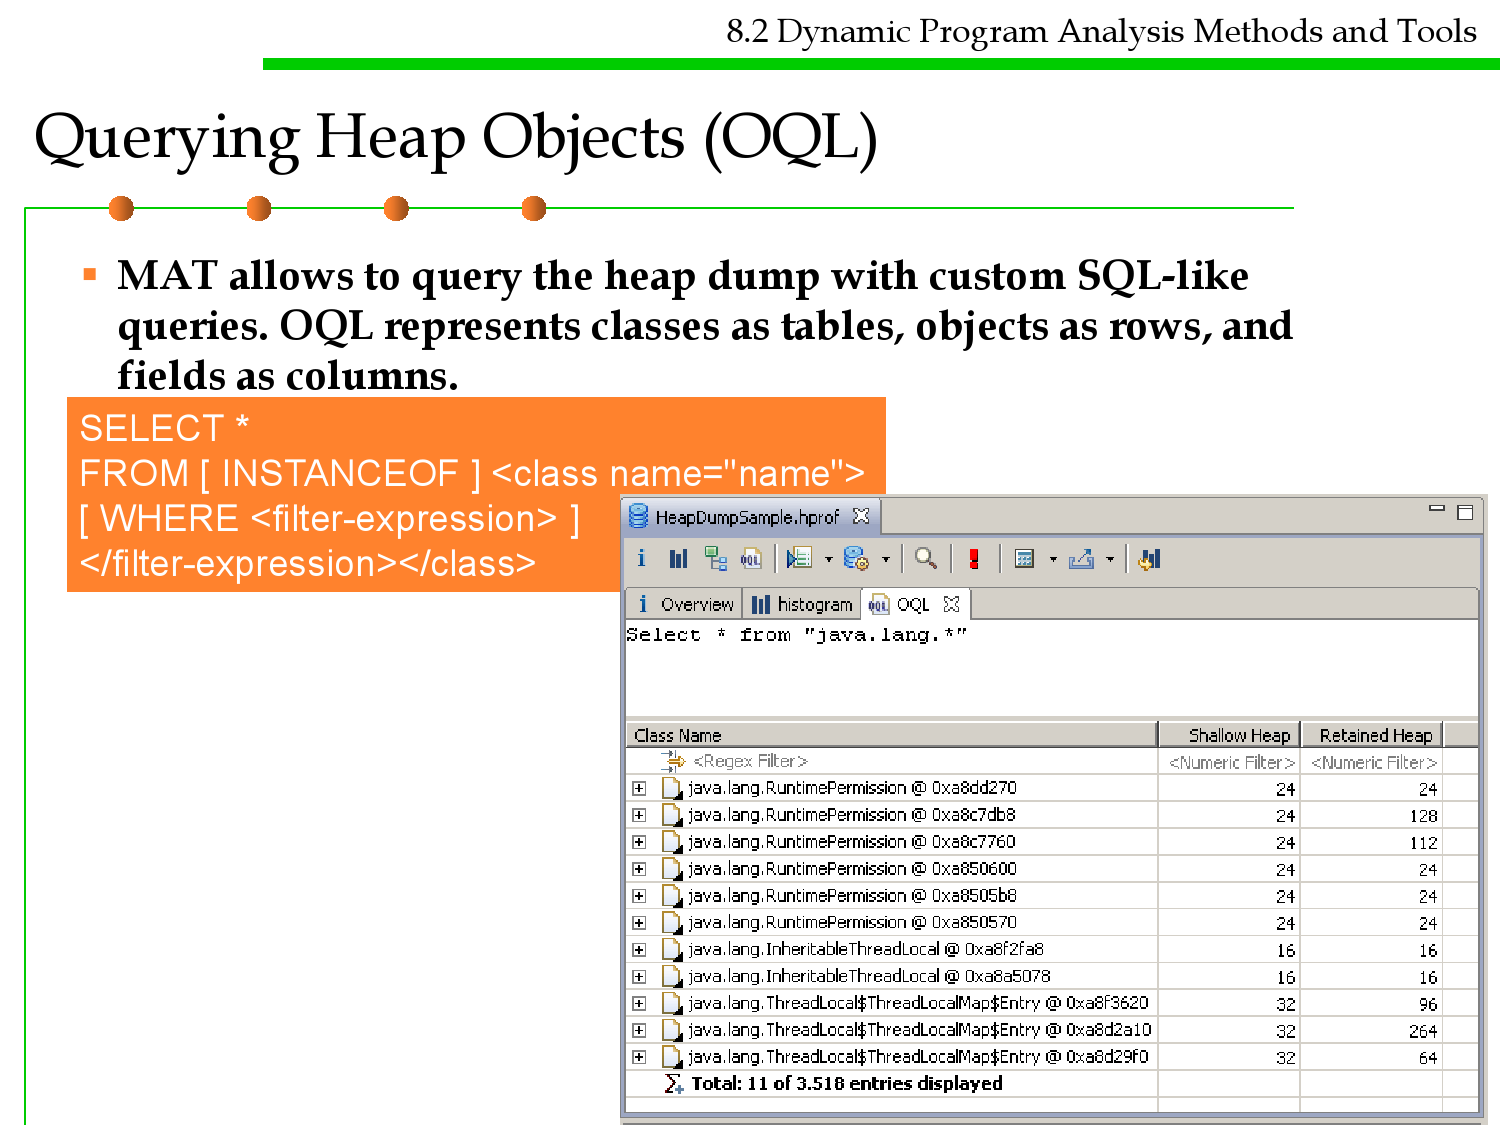 8.2 Dynamic Program Analysis Methods and Tools
Querying Heap Objects (OQL)
MAT allows to query the heap dump with custom SQL-like
queries. OQL represents classes as tables, objects as rows, and
fields as columns.
SELECT *
FROM [ INSTANCEOF ] <class name="name">
[ WHERE <filter-expression> ]
</filter-expression></class>
HeapDumpSample.hprof
OQL
i Overview histogram OQL OQL
Select * from "java.lang.*"
Class Name Shallow Heap Retained Heap
<Regex Filter> <Numeric Filter> <Numeric Filter>
java.lang.RuntimePermission @ 0xa8dd270 24 24
java.lang.RuntimePermission @ 0xa8c7db8 24 128
java.lang.RuntimePermission @ 0xa8c7760 24 112
java.lang.RuntimePermission @ 0xa850600 24 24
java.lang.RuntimePermission @ 0xa8505b8 24 24
java.lang.RuntimePermission @ 0xa850570 24 24
java.lang.InheritableThreadLocal @ 0xa8f2fa8 16 16
java.lang.InheritableThreadLocal @ 0xa8a5078 16 16
java.lang.ThreadLocal$ThreadLocalMap$Entry @ 0xa8f3620 32 96
java.lang.ThreadLocal$ThreadLocalMap$Entry @ 0xa8d2a10 32 264
java.lang.ThreadLocal$ThreadLocalMap$Entry @ 0xa8d29f0 32 64
Total: 11 of 3.518 entries displayed